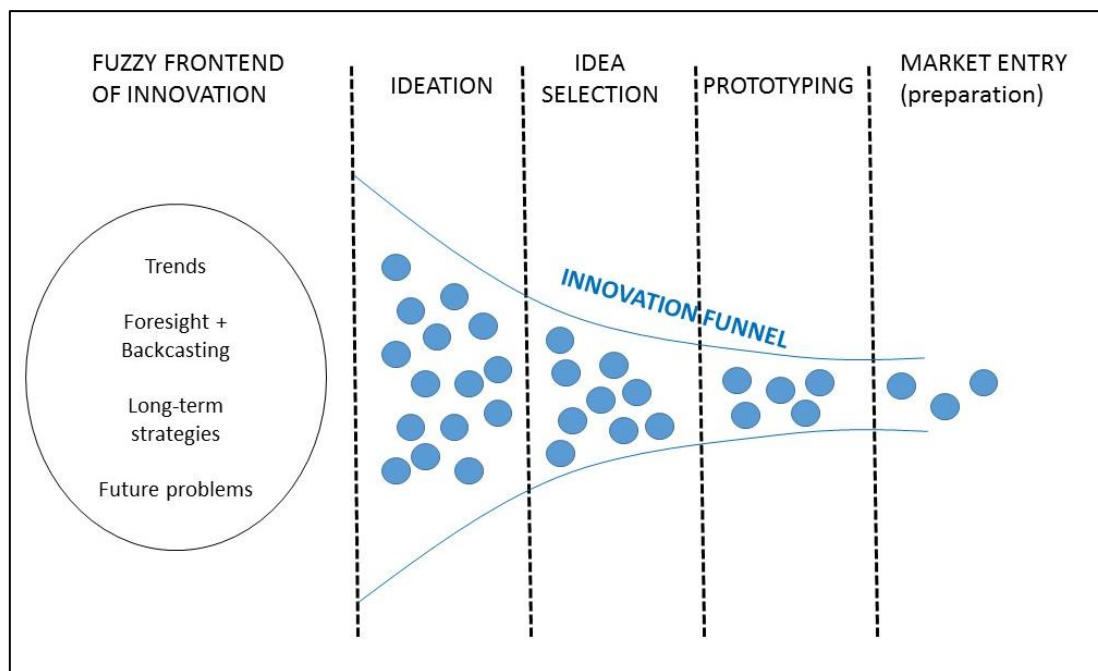 FUZZY FRONTEND
OF INNOVATION
IDEATION
IDEA
SELECTION
PROTOTYPING
MARKET ENTRY
(preparation)
Trends
Foresight +
Backcasting
Long-term
strategies
Future problems
INNOVATION FUNNEL